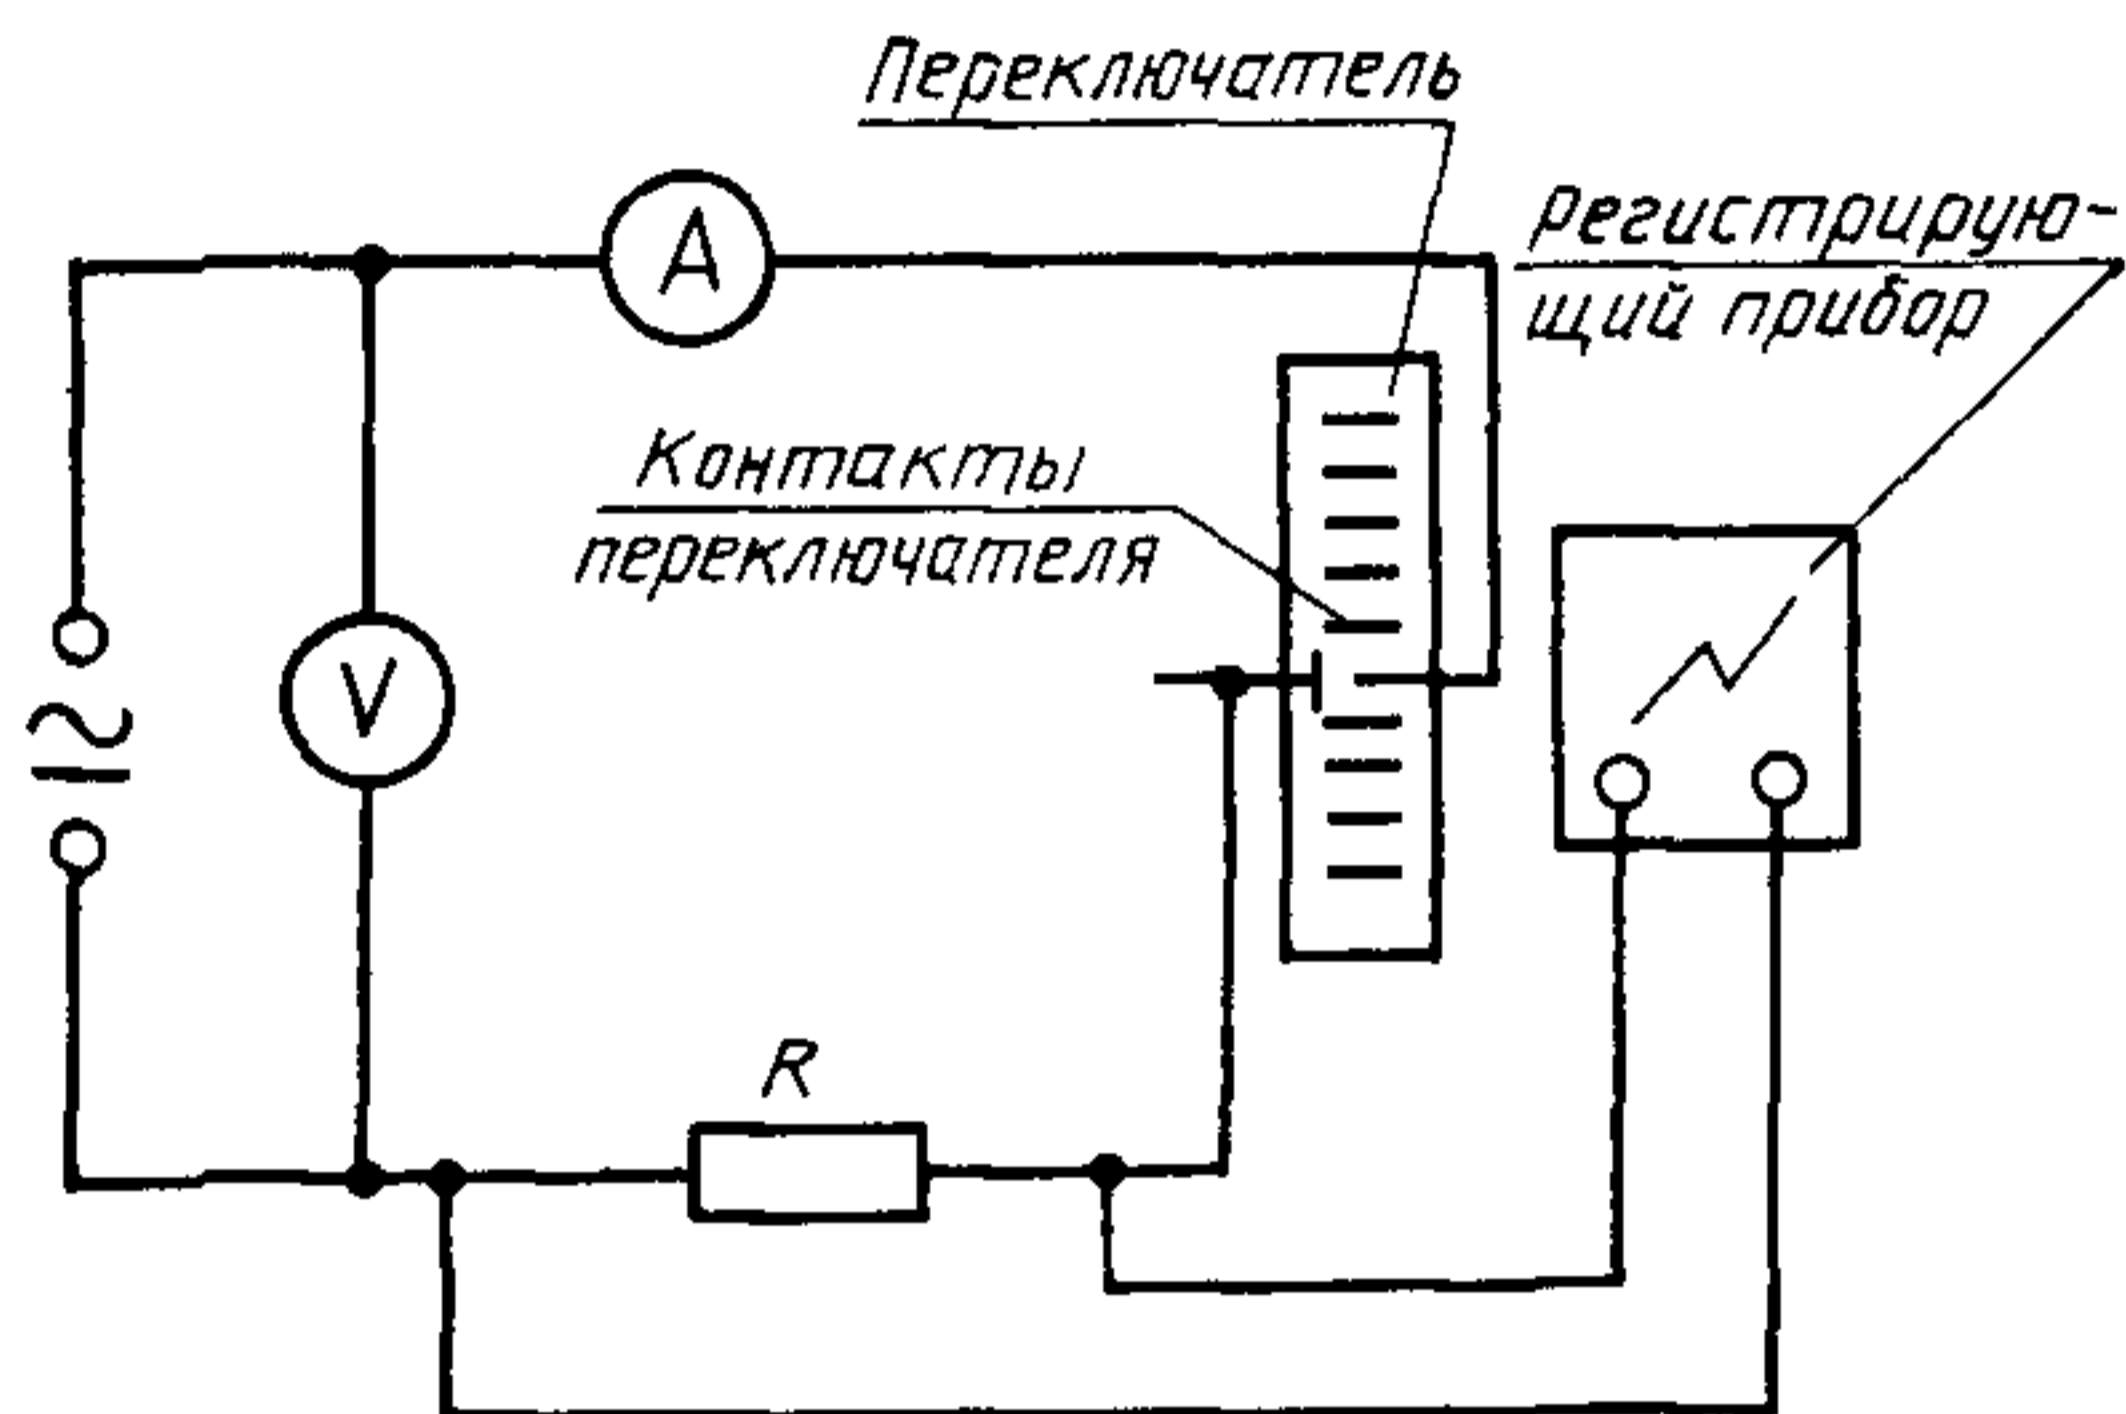 Переключатель
Регистрирую-
щий прибор
А
Контакты
переключателя
V
R